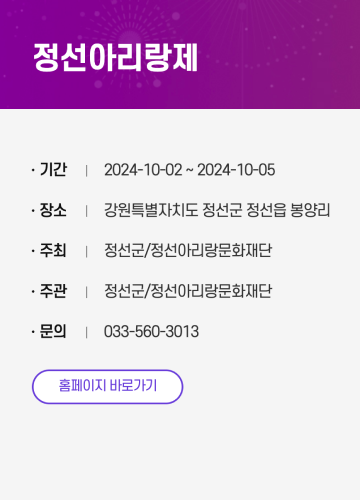 정선아리랑제
· 기간 | 2024-10-02 ~ 2024-10-05
· 장소 | 강원특별자치도 정선군 정선읍 봉양리
· 주최 | 정선군/정선아리랑문화재단
· 주관 | 정선군/정선아리랑문화재단
· 문의 | 033-560-3013
홈페이지 바로가기